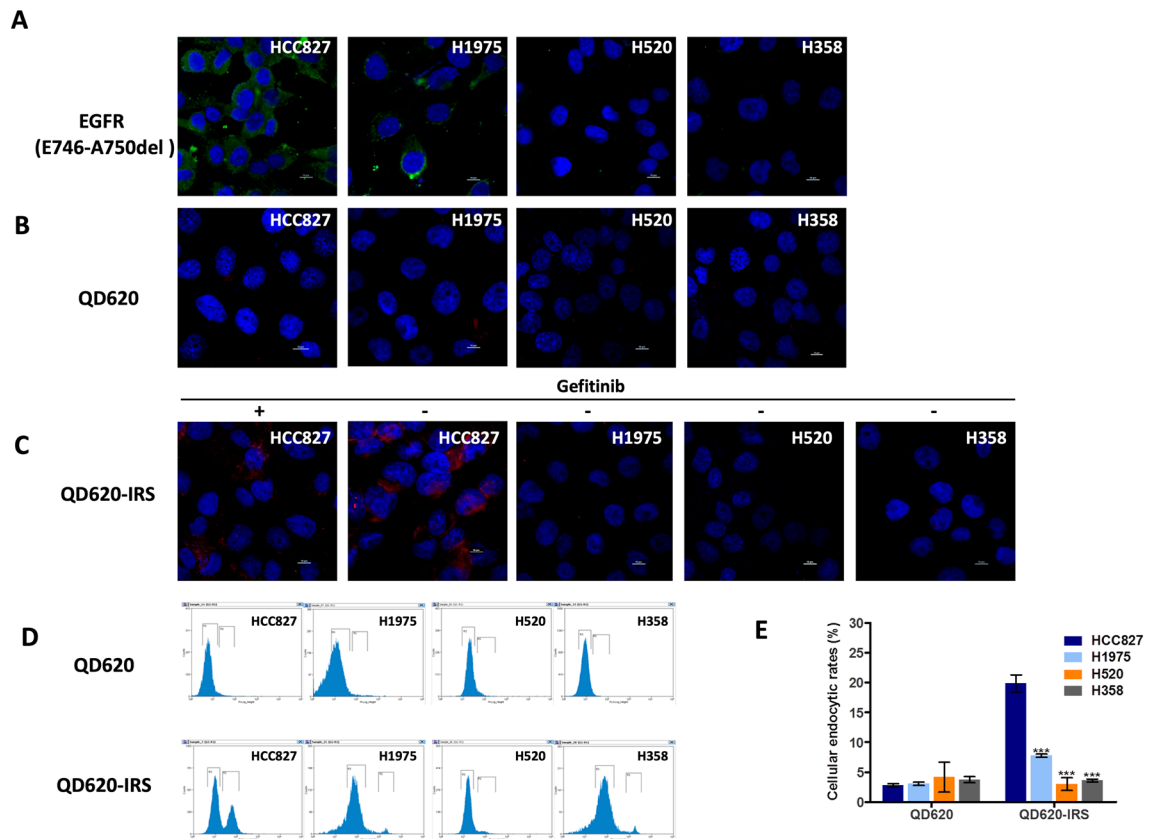 A
HCC827
H1975
H520
H358
EGFR
(E746-A750del )
B
HCC827
H1975
H520
H358
QD620
Gefitinib
+ - - - -
C
HCC827
HCC827
H1975
H520
H358
QD620-IRS
D
HCC827
H1975
H520
H358
QD620
HCC827
H1975
H520
H358
QD620-IRS
E
Cellular endocytic rates (%)
30
25
20
15
10
5
0
HCC827
H1975
H520
H358
***
***
***
QD620
QD620-IRS